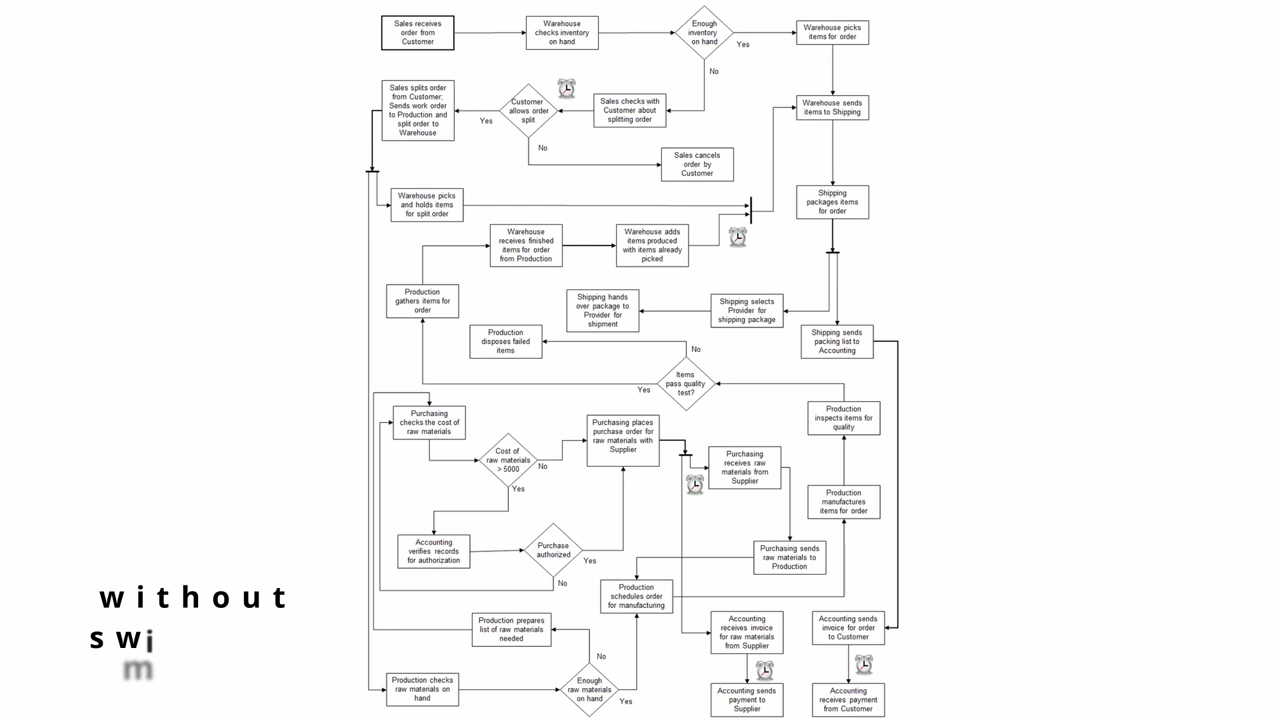 Sales receives
order from
Customer
Warehouse
checks inventory
on hand
Enough
inventory
on hand
Yes
No
Warehouse picks
items for order
Sales splits order
from Customer;
Sends work order
to Production and
split order to
Warehouse
Yes
Customer
allows order
split
No
Sales checks with
Customer about
splitting order
Warehouse sends
items to Shipping
Sales cancels
order by
Customer
Warehouse picks
and holds items
for split order
Shipping
packages items
for order
Warehouse
receives finished
items for order
from Production
Warehouse adds
items produced
with items already
picked
Production
gathers items for
order
Shipping hands
over package to
Provider for
shipment
Shipping selects
Provider for
shipping package
Shipping sends
packing list to
Accounting
Production
disposes failed
items
No
Items
pass quality
test?
Yes
Production
inspects items for
quality
Purchasing
checks the cost of
raw materials
Cost of
raw materials
> 5000
No
Yes
Purchasing places
purchase order for
raw materials with
Supplier
Purchasing
receives raw
materials from
Supplier
Production
manufactures
items for order
Accounting
verifies records
for authorization
Purchase
authorized
Yes
No
Purchasing sends
raw materials to
Production
Production
schedules order
for manufacturing
Production prepares
list of raw materials
needed
No
Accounting
receives invoice
for raw materials
from Supplier
Accounting sends
invoice for order
to Customer
Production checks
raw materials on
hand
Enough
raw materials
on hand
Yes
Accounting sends
payment to
Supplier
Accounting
receives payment
from Customer
without
swi
m